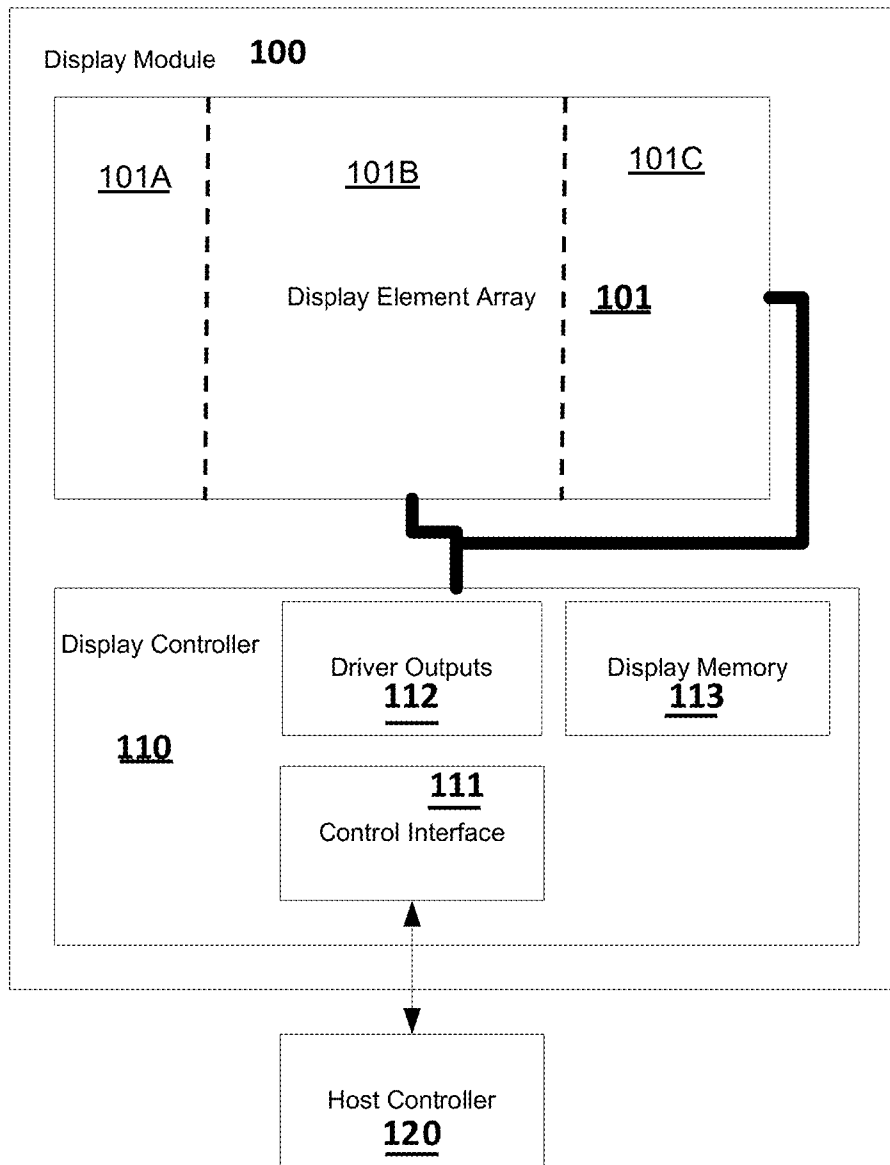 Display Module 100
101A 101B 101C
Display Element Array 101
Display Controller
110
Driver Outputs
112
Display Memory
113
111
Control Interface
Host Controller
120